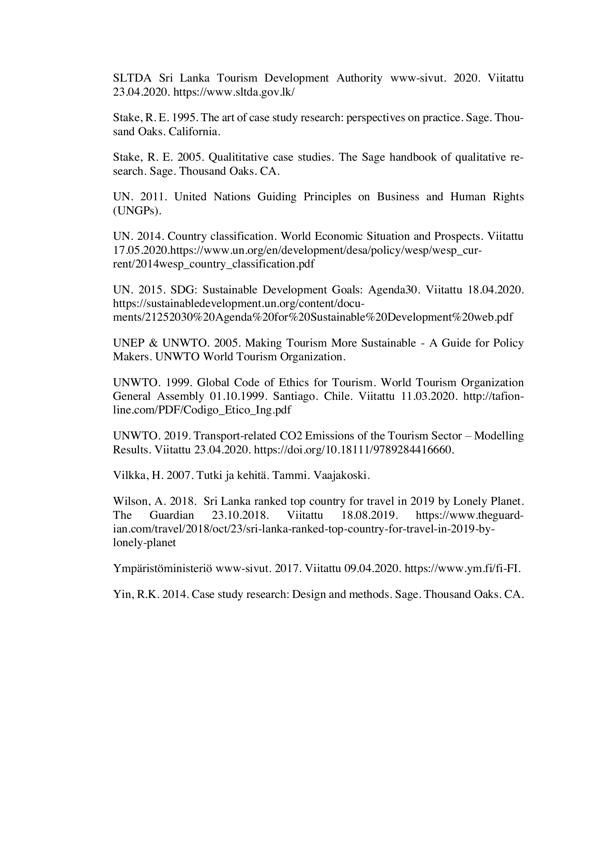 SLTDA Sri Lanka Tourism Development Authority www-sivut. 2020. Viitattu
23.04.2020. https://www.sltda.gov.lk/
Stake, R. E. 1995. The art of case study research: perspectives on practice. Sage. Thou-
sand Oaks. California.
Stake, R. E. 2005. Qualititative case studies. The Sage handbook of qualitative re-
search. Sage. Thousand Oaks. CA.
UN. 2011. United Nations Guiding Principles on Business and Human Rights
(UNGPs).
UN. 2014. Country classification. World Economic Situation and Prospects. Viitattu
17.05.2020.https://www.un.org/en/development/desa/policy/wesp/wesp_cur-
rent/2014wesp_country_classification.pdf
UN. 2015. SDG: Sustainable Development Goals: Agenda30. Viitattu 18.04.2020.
https://sustainabledevelopment.un.org/content/docu-
ments/21252030%20Agenda%20for%20Sustainable%20Development%20web.pdf
UNEP & UNWTO. 2005. Making Tourism More Sustainable - A Guide for Policy
Makers. UNWTO World Tourism Organization.
UNWTO. 1999. Global Code of Ethics for Tourism. World Tourism Organization
General Assembly 01.10.1999. Santiago. Chile. Viitattu 11.03.2020. http://tafion-
line.com/PDF/Codigo_Etico_Ing.pdf
UNWTO. 2019. Transport-related CO2 Emissions of the Tourism Sector – Modelling
Results. Viitattu 23.04.2020. https://doi.org/10.18111/9789284416660.
Vilkka, H. 2007. Tutki ja kehitä. Tammi. Vaajakoski.
Wilson, A. 2018. Sri Lanka ranked top country for travel in 2019 by Lonely Planet.
The Guardian 23.10.2018. Viitattu 18.08.2019. https://www.theguard-
ian.com/travel/2018/oct/23/sri-lanka-ranked-top-country-for-travel-in-2019-by-
lonely-planet
Ympäristöministeriö www-sivut. 2017. Viitattu 09.04.2020. https://www.ym.fi/fi-FI.
Yin, R.K. 2014. Case study research: Design and methods. Sage. Thousand Oaks. CA.